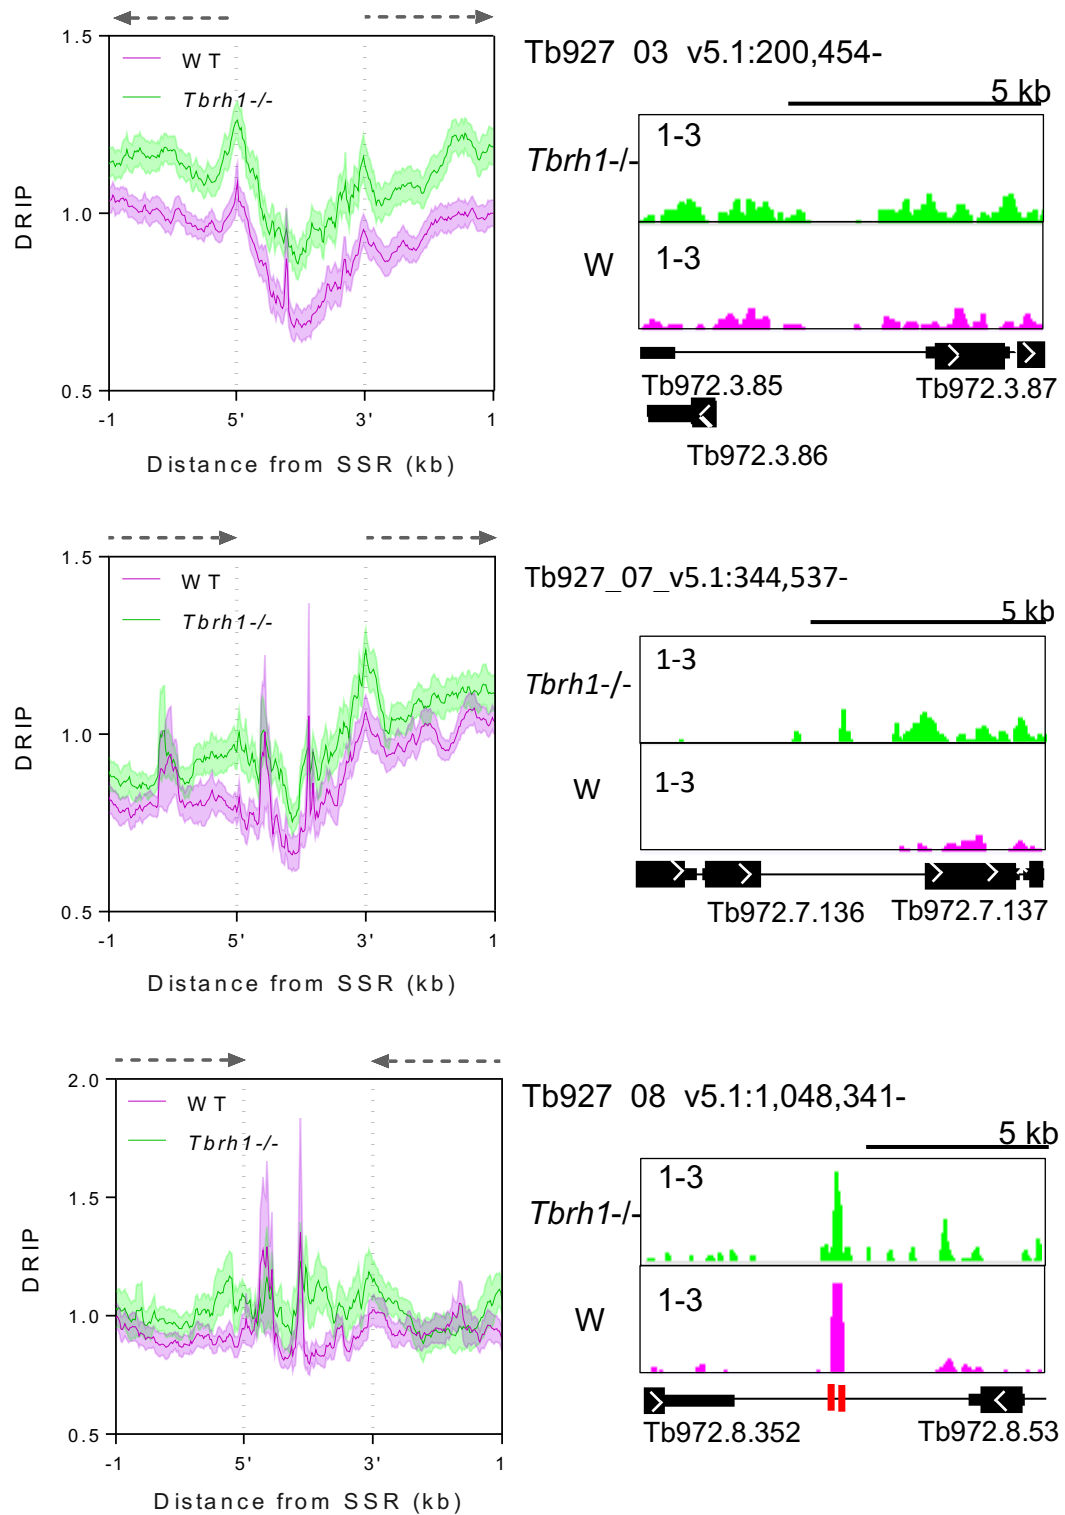 1.5
WT
Tbrh1-/-
1.0
DRIP
0.5
-1 5' 3' 1
Distance from SSR (kb)
Tb927 03 v5.1:200,454-
5 kb
Tbrh1-/-
1-3
W
1-3
Tb972.3.85
Tb972.3.87
Tb972.3.86
1.5
WT
Tbrh1-/-
1.0
DRIP
0.5
-1 5' 3' 1
Distance from SSR (kb)
Tb927_07_v5.1:344,537-
5 kb
Tbrh1-/-
1-3
W
1-3
Tb972.7.136
Tb972.7.137
2.0
WT
Tbrh1-/-
1.5
DRIP
1.0
0.5
-1 5' 3' 1
Distance from SSR (kb)
Tb927 08 v5.1:1,048,341-
5 kb
Tbrh1-/-
1-3
W
1-3
Tb972.8.352
Tb972.8.53